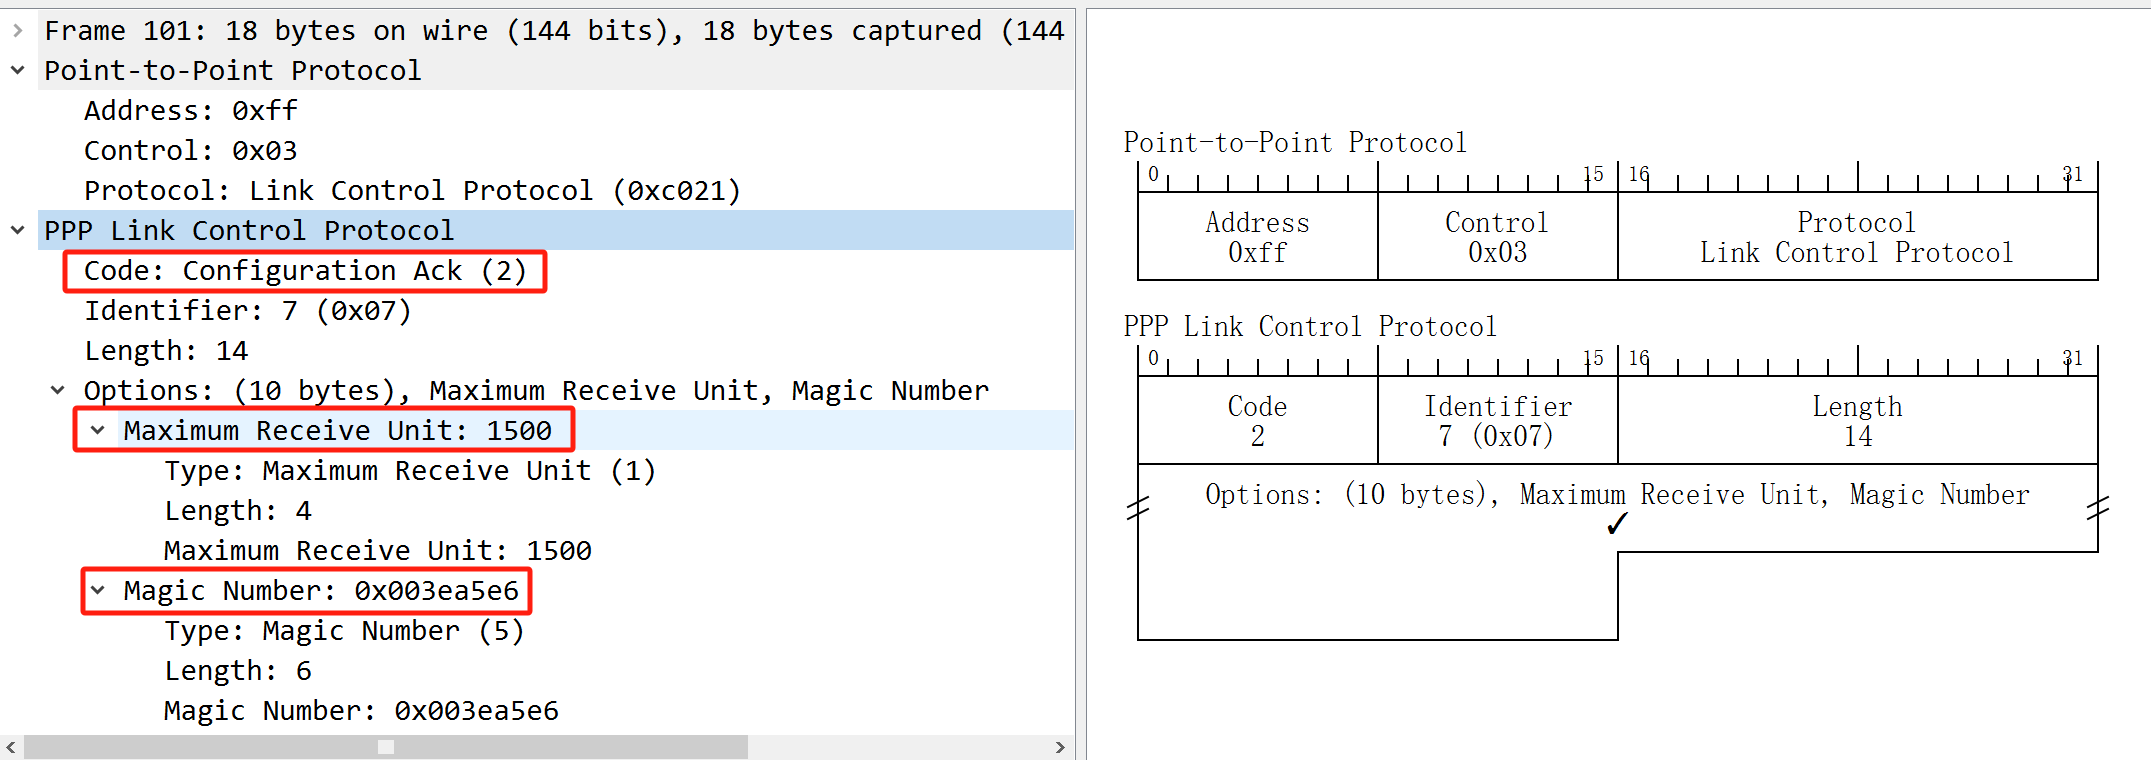 Frame 101: 18 bytes on wire (144 bits), 18 bytes captured (144
Point-to-Point Protocol
Address: 0xff
Control: 0x03
Protocol: Link Control Protocol (0xc021)
PPP Link Control Protocol
Code: Configuration Ack (2)
Identifier: 7 (0x07)
Length: 14
Options: (10 bytes), Maximum Receive Unit, Magic Number
Maximum Receive Unit: 1500
Type: Maximum Receive Unit (1)
Length: 4
Maximum Receive Unit: 1500
Magic Number: 0x003ea5e6
Type: Magic Number (5)
Length: 6
Magic Number: 0x003ea5e6
Point-to-Point Protocol
0 15 16 31
Address Control Protocol
0xff 0x03 Link Control Protocol
PPP Link Control Protocol
0 15 16 31
Code Identifier Length
2 7 (0x07) 14
Options: (10 bytes), Maximum Receive Unit, Magic Number
✓